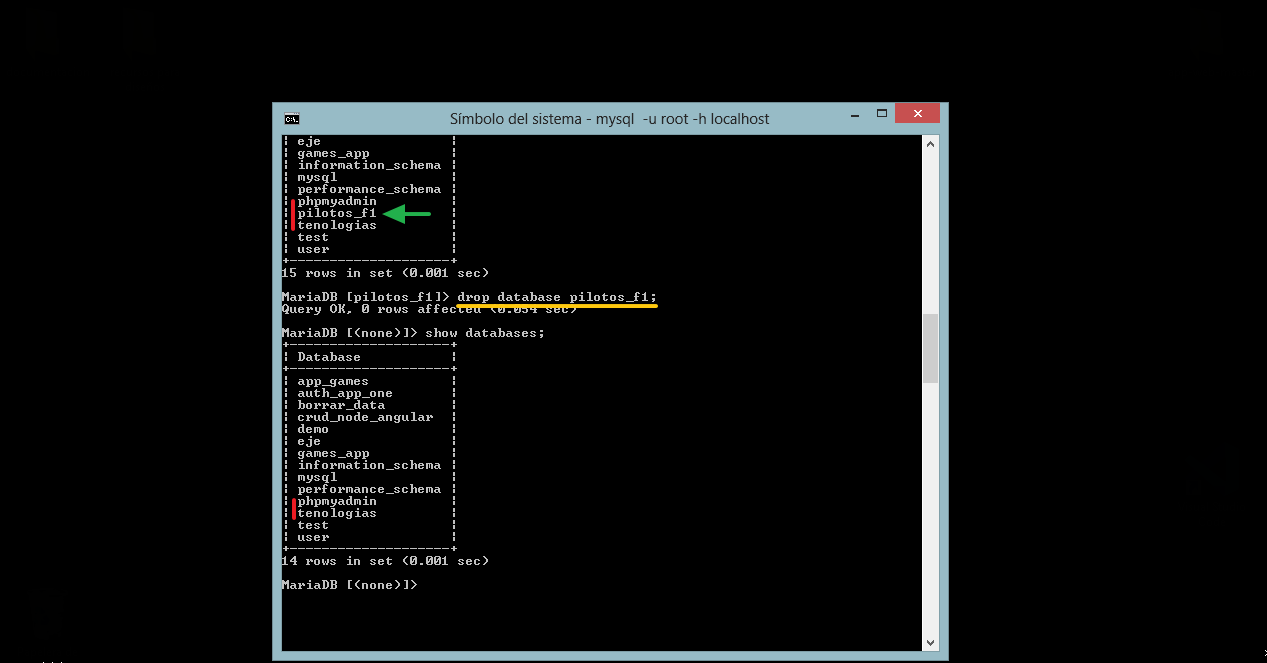 Símbolo del sistema - mysql -u root -h localhost
| eje |
| games_app |
| information_schema |
| mysql |
| performance_schema |
| phpmyadmin |
| pilotos_f1 |
| tenologias |
| test |
| user |
+--------------------+
15 rows in set (0.001 sec)
MariaDB [pilotos_f1]> drop database pilotos_f1;
Query OK, 0 rows affected (0.054 sec)
MariaDB [(none)]> show databases;
+--------------------+
| Database |
+--------------------+
| app_games |
| auth_app_one |
| borrar_data |
| crud_node_angular |
| demo |
| eje |
| games_app |
| information_schema |
| mysql |
| performance_schema |
| phpmyadmin |
| tenologias |
| test |
| user |
+--------------------+
14 rows in set (0.001 sec)
MariaDB [(none)]>